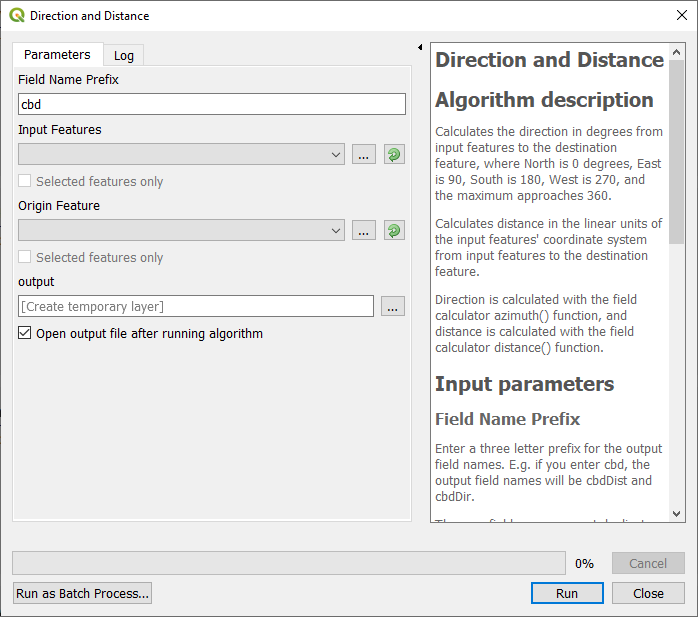 Direction and Distance
Parameters
Log
Field Name Prefix
cbd
Input Features
...
Selected features only
Origin Feature
...
Selected features only
output
[Create temporary layer]
...
Open output file after running algorithm
Direction and Distance
Algorithm description
Calculates the direction in degrees from
input features to the destination
feature, where North is 0 degrees, East
is 90, South is 180, West is 270, and
the maximum approaches 360.
Calculates distance in the linear units of
the input features' coordinate system
from input features to the destination
feature.
Direction is calculated with the field
calculator azimuth() function, and
distance is calculated with the field
calculator distance() function.
Input parameters
Field Name Prefix
Enter a three letter prefix for the output
field names. E.g. if you enter cbd, the
output field names will be cbdDist and
cbdDir.
0%
Cancel
Run as Batch Process...
Run
Close